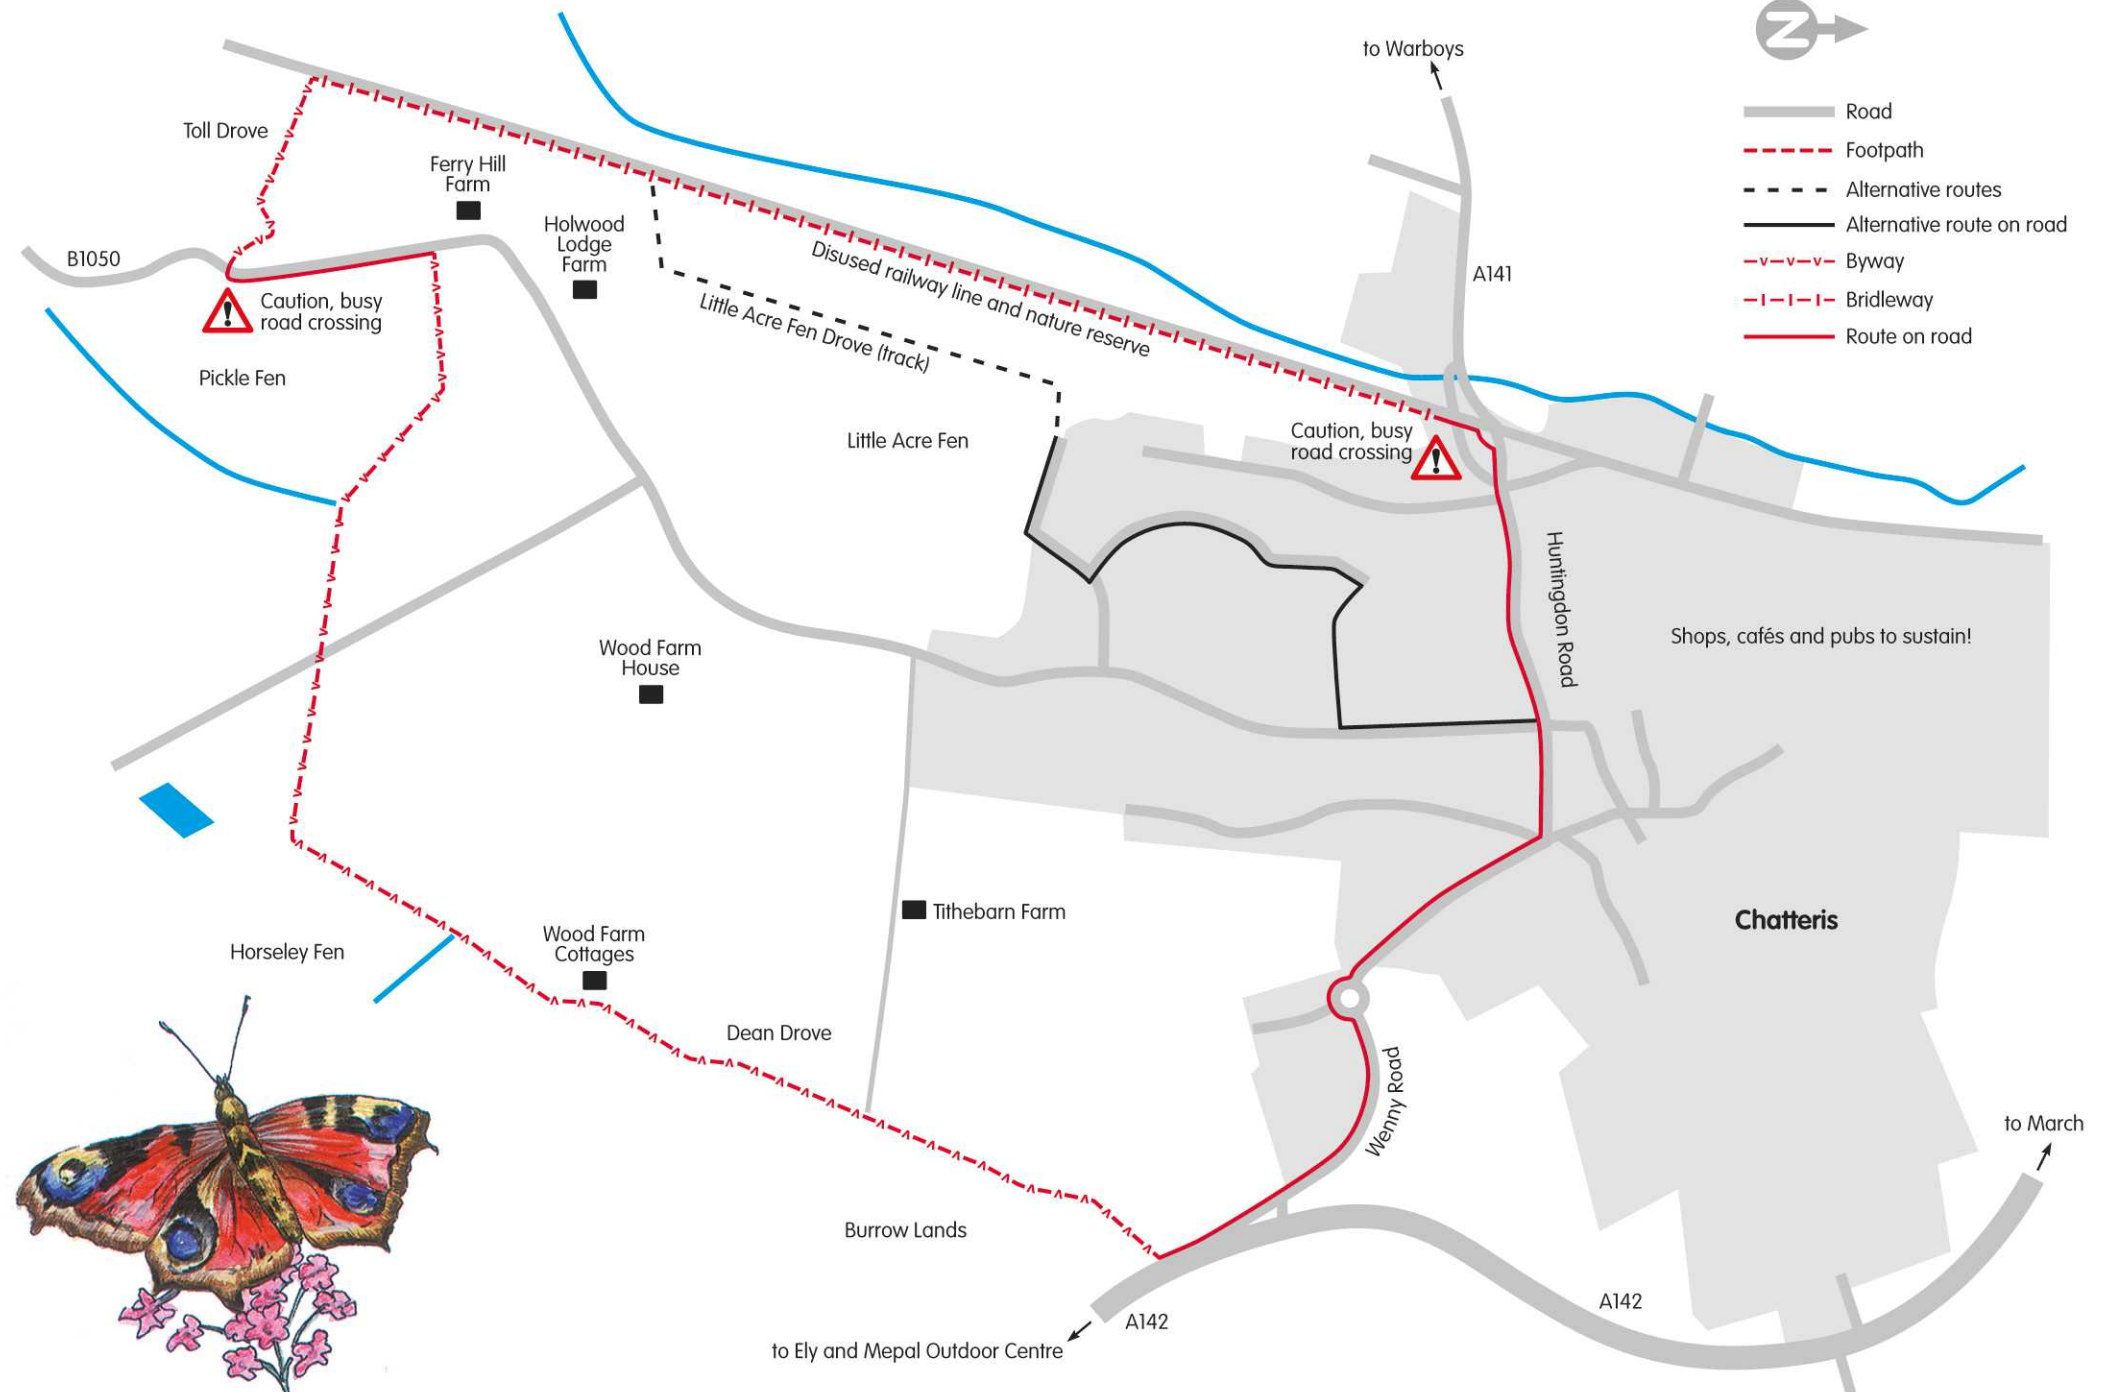 N
to Warboys
Road
Footpath
Alternative routes
Alternative route on road
Byway
Bridleway
Route on road
Toll Drove
Ferry Hill
Farm
Holwood
Lodge
Farm
B1050
Caution, busy
road crossing
Pickle Fen
Disused railway line and nature reserve
Little Acre Fen Drove (track)
A141
Little Acre Fen
Caution, busy
road crossing
Huntingdon Road
Shops, cafés and pubs to sustain!
Wood Farm
House
Tithebarn Farm
Chatteris
Wood Farm
Cottages
Horseley Fen
Dean Drove
Wenny Road
to March
Burrow Lands
A142
A142
to Ely and Mepal Outdoor Centre